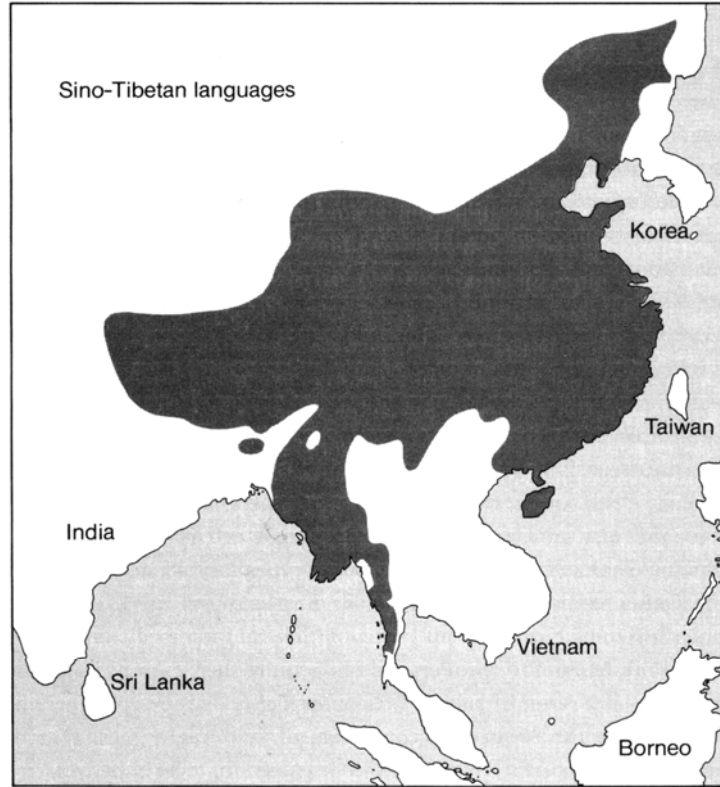 Sino-Tibetan languages
Korea
Taiwan
India
Vietnam
Sri Lanka
Borneo